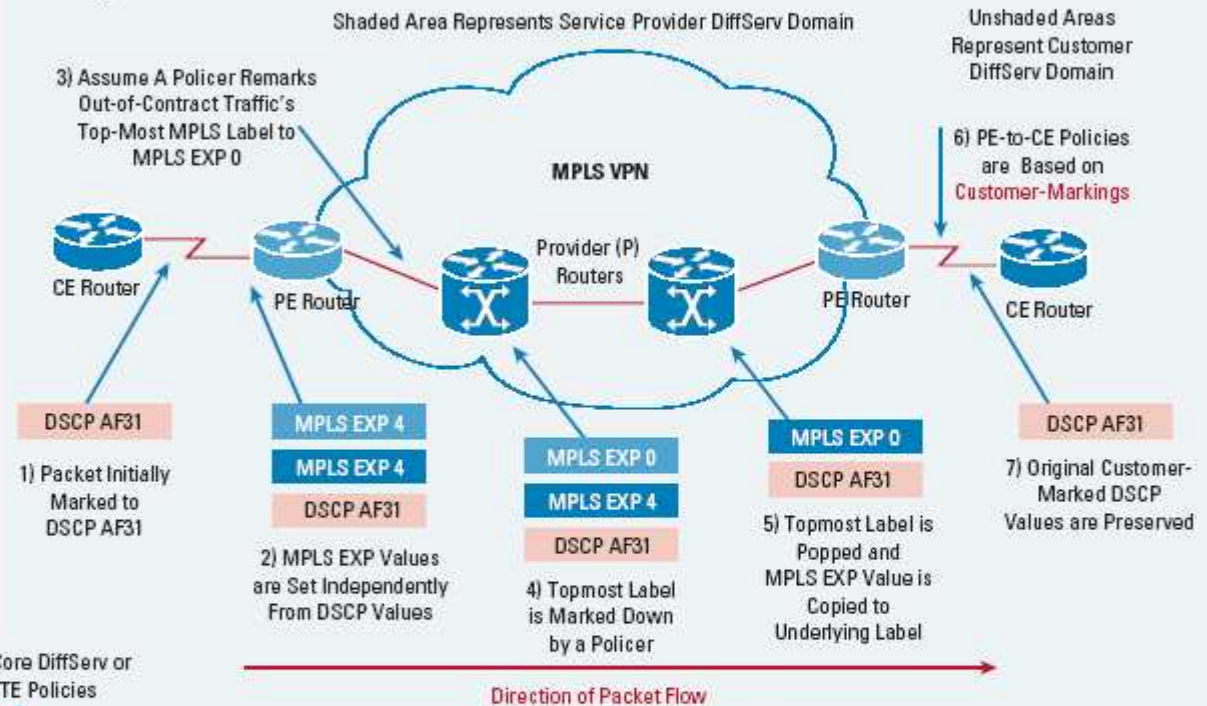 Shaded Area Represents Service Provider DiffServ Domain
Unshaded Areas
Represent Customer
DiffServ Domain
3) Assume A Policer Remarks
Out-of-Contract Traffic's
Top-Most MPLS Label to
MPLS EXP 0
MPLS VPN
6) PE-to-CE Policies
are Based on
Customer-Markings
CE Router
PE Router
Provider (P)
Routers
PE Router
CE Router
DSCP AF31
1) Packet Initially
Marked to
DSCP AF31
MPLS EXP 4
MPLS EXP 4
DSCP AF31
2) MPLS EXP Values
are Set Independently
From DSCP Values
MPLS EXP 0
MPLS EXP 4
DSCP AF31
4) Topmost Label
is Marked Down
by a Policer
MPLS EXP 0
DSCP AF31
5) Topmost Label is
Popped and
MPLS EXP Value is
Copied to
Underlying Label
DSCP AF31
7) Original Customer-
Marked DSCP
Values are Preserved
Core DiffServ or
TE Policies
Direction of Packet Flow